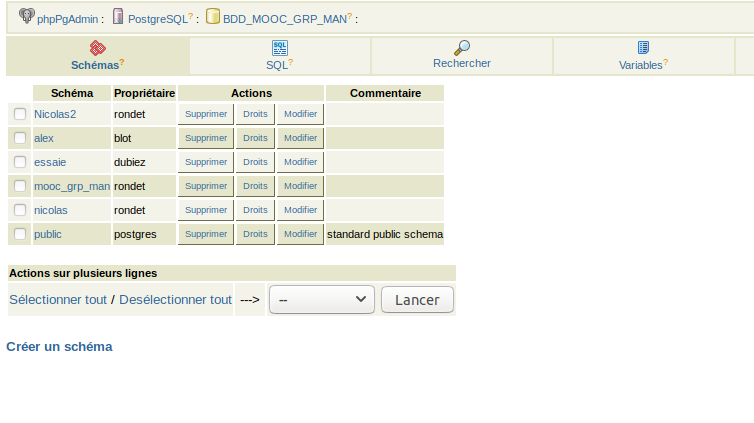 phpPgAdmin : PostgreSQL? : BDD_MOOC_GRP_MAN? :
Schémas? SQL SQL? Rechercher Variables?
Schéma Propriétaire Actions Commentaire
Nicolas2 rondet Supprimer Droits Modifier
alex blot Supprimer Droits Modifier
essaie dubiez Supprimer Droits Modifier
mooc_grp_man rondet Supprimer Droits Modifier
nicolas rondet Supprimer Droits Modifier
public postgres Supprimer Droits Modifier standard public schema
Actions sur plusieurs lignes
Sélectionner tout / Desélectionner tout ---> -- Lancer
Créer un schéma